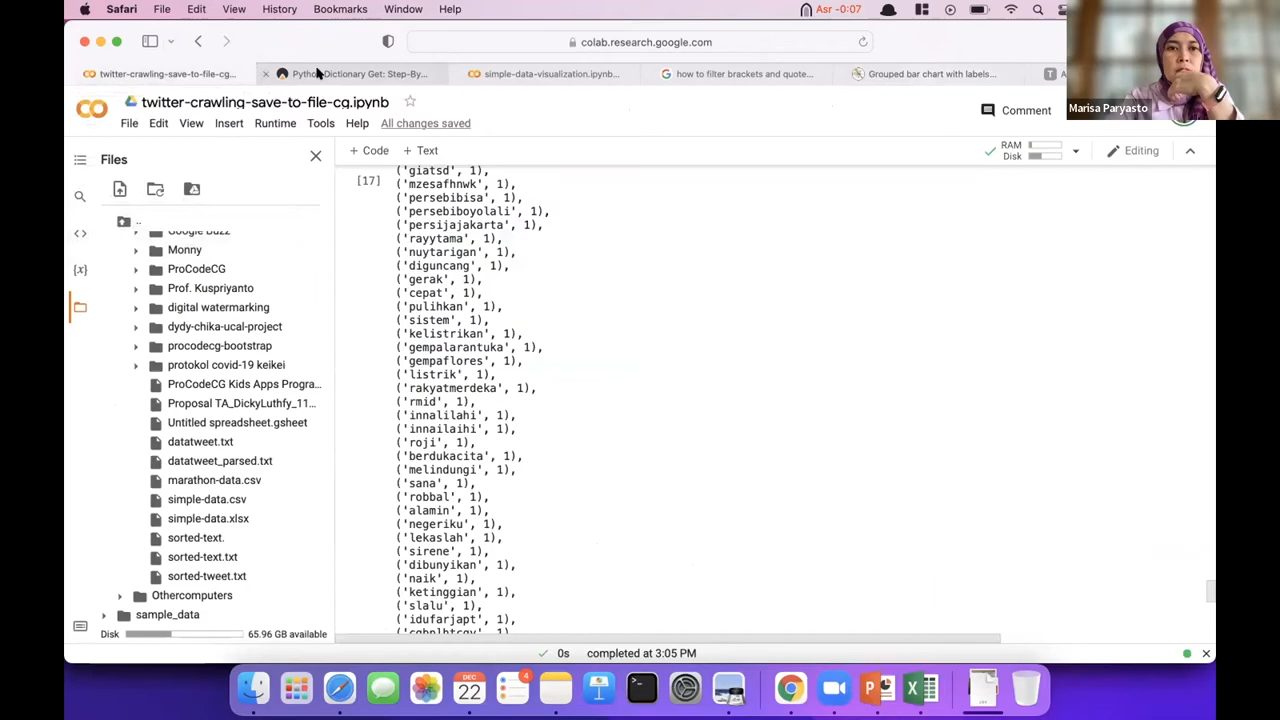 Safari File Edit View History Bookmarks Window Help
Asr -0:07
colab.research.google.com
twitter-crawling-save-to-file-cg...
Python Dictionary Get: Step-By...
simple-data-visualization.ipynb...
how to filter brackets and quote...
Grouped bar chart with labels...
Marisa Paryasto
twitter-crawling-save-to-file-cg.ipynb
Comment
File Edit View Insert Runtime Tools Help All changes saved
Files
+ Code + Text
RAM
Disk
Editing
[17]
..
Google Buzz
Monny
ProCodeCG
Prof. Kuspriyanto
digital watermarking
dydy-chika-ucal-project
procodecg-bootstrap
protokol covid-19 keikei
ProCodeCG Kids Apps Progra...
Proposal TA_DickyLuthfy_11...
Untitled spreadsheet.gsheet
datatweet.txt
datatweet_parsed.txt
marathon-data.csv
simple-data.csv
simple-data.xlsx
sorted-text.
sorted-text.txt
sorted-tweet.txt
Othercomputers
sample_data
Disk 65.96 GB available
('giatsd', 1),
('mzesafhnwk', 1),
('persebibisa', 1),
('persebiboyolali', 1),
('persijajakarta', 1),
('rayytama', 1),
('nuytarigan', 1),
('diguncang', 1),
('gerak', 1),
('cepat', 1),
('pulihkan', 1),
('sistem', 1),
('kelistrikan', 1),
('gempalarantuka', 1),
('gempaflores', 1),
('listrik', 1),
('rakyatmerdeka', 1),
('rmid', 1),
('innalilahi', 1),
('innailaihi', 1),
('roji', 1),
('berdukacita', 1),
('melindungi', 1),
('sana', 1),
('robbal', 1),
('alamin', 1),
('negeriku', 1),
('lekaslah', 1),
('sirene', 1),
('dibunyikan', 1),
('naik', 1),
('ketinggian', 1),
('slalu', 1),
('idufarjapt', 1),
0s completed at 3:05 PM
DEC
22
4